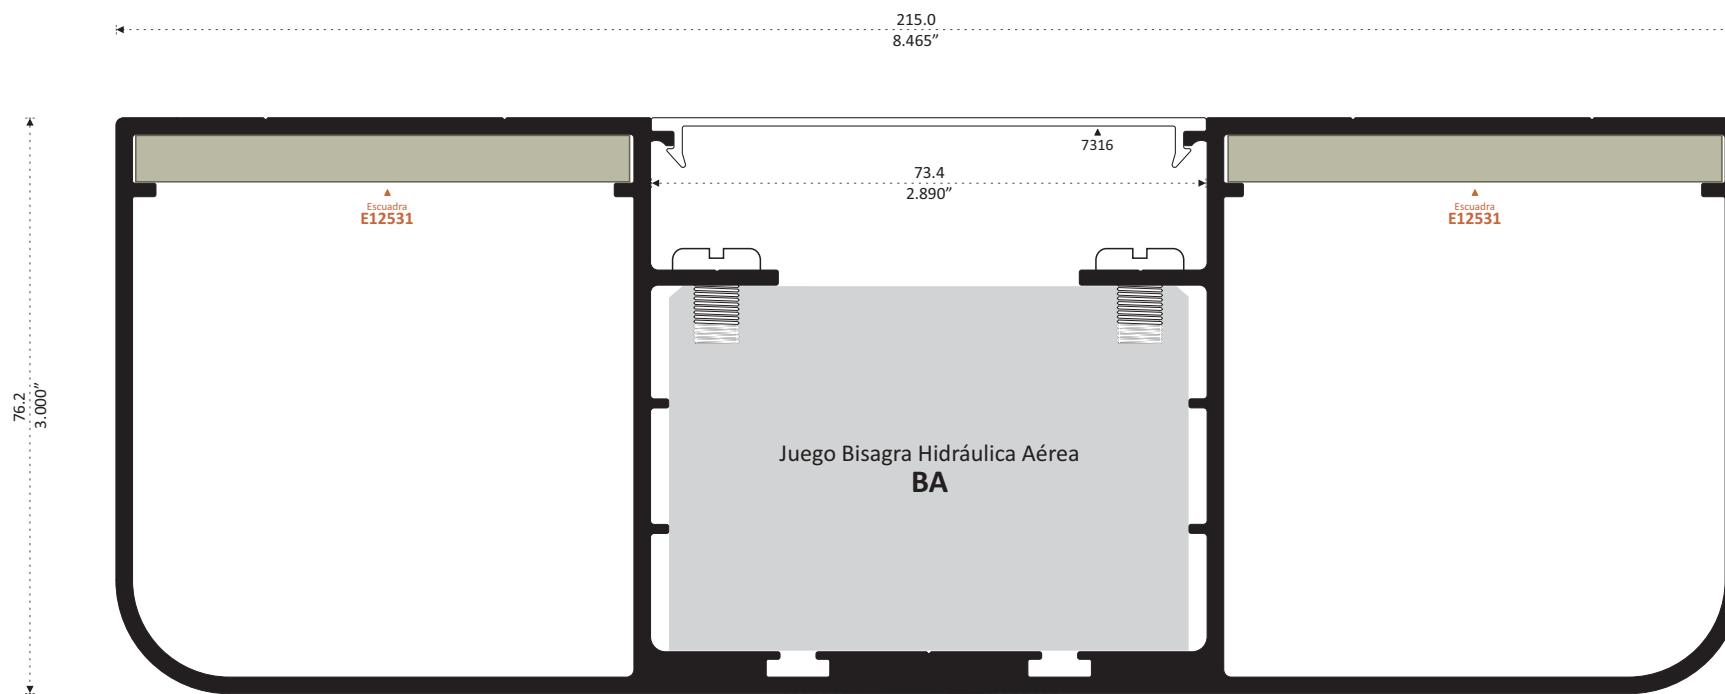 215.0
8.465”
7316
73.4
2.890”
Escuadra
E12531
Escuadra
E12531
76.2
3.000”
Juego Bisagra Hidráulica Aérea
BA